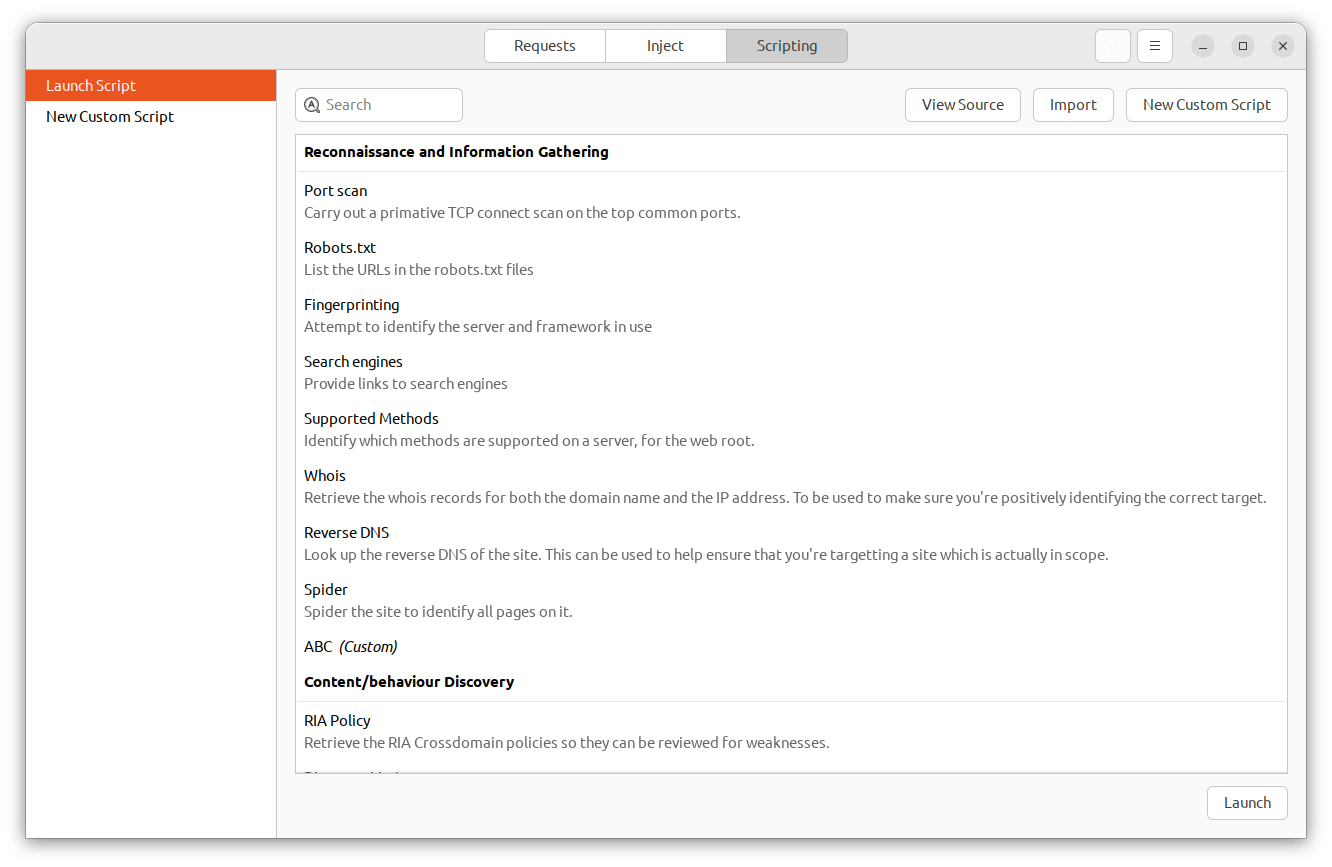 Requests Inject Scripting
Launch Script
New Custom Script
Search View Source Import New Custom Script
Reconnaissance and Information Gathering
Port scan
Carry out a primative TCP connect scan on the top common ports.
Robots.txt
List the URLs in the robots.txt files
Fingerprinting
Attempt to identify the server and framework in use
Search engines
Provide links to search engines
Supported Methods
Identify which methods are supported on a server, for the web root.
Whois
Retrieve the whois records for both the domain name and the IP address. To be used to make sure you're positively identifying the correct target.
Reverse DNS
Look up the reverse DNS of the site. This can be used to help ensure that you're targetting a site which is actually in scope.
Spider
Spider the site to identify all pages on it.
ABC (Custom)
Content/behaviour Discovery
RIA Policy
Retrieve the RIA Crossdomain policies so they can be reviewed for weaknesses.
Launch